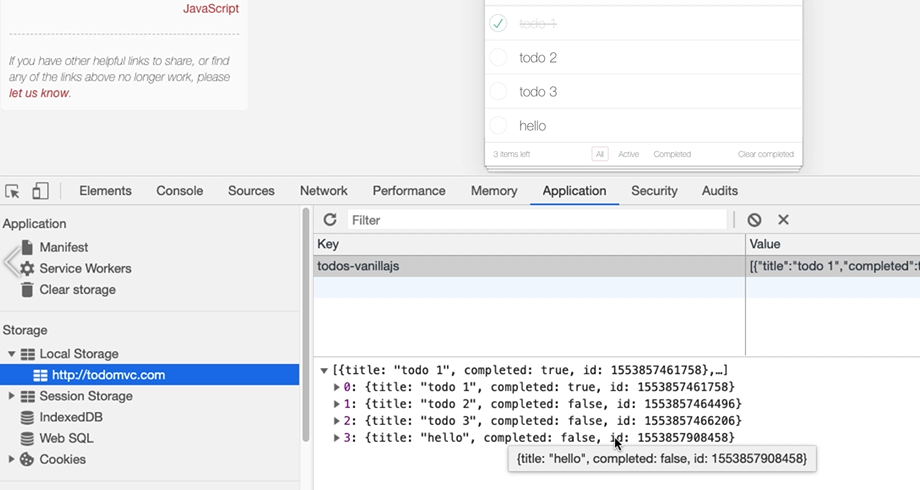 JavaScript
If you have other helpful links to share, or find
any of the links above no longer work, please
let us know.
todo 1
todo 2
todo 3
hello
3 items left
All
Active
Completed
Clear completed
Elements Console Sources Network Performance Memory Application Security Audits
Application
Manifest
Service Workers
Clear storage
Storage
Local Storage
http://todomvc.com
Session Storage
IndexedDB
Web SQL
Cookies
Filter
Key Value
todos-vanillajs [{"title":"todo 1","completed":t
[{title: "todo 1", completed: true, id: 1553857461758},…]
0: {title: "todo 1", completed: true, id: 1553857461758}
1: {title: "todo 2", completed: false, id: 1553857464496}
2: {title: "todo 3", completed: false, id: 1553857466206}
3: {title: "hello", completed: false, id: 1553857908458}
{title: "hello", completed: false, id: 1553857908458}